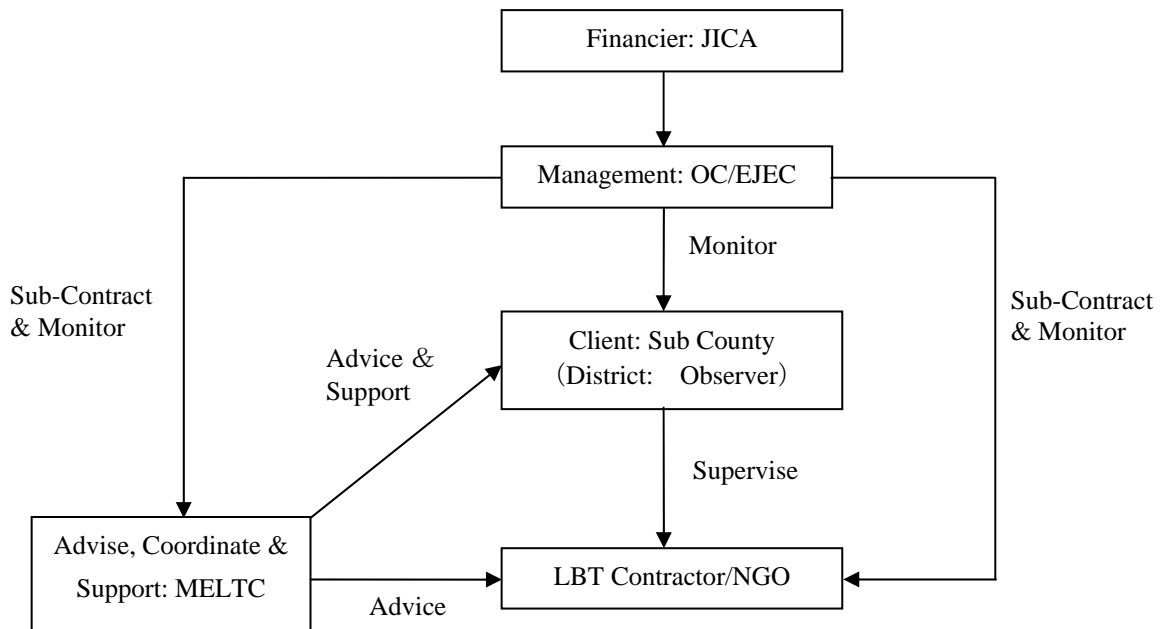 Financier: JICA
Management: OC/EJEC
Monitor
Sub-Contract
& Monitor
Sub-Contract
& Monitor
Client: Sub County
（District:　Observer）
Advice ＆
Support
Supervise
Advise, Coordinate &
Support: MELTC
LBT Contractor/NGO
Advice